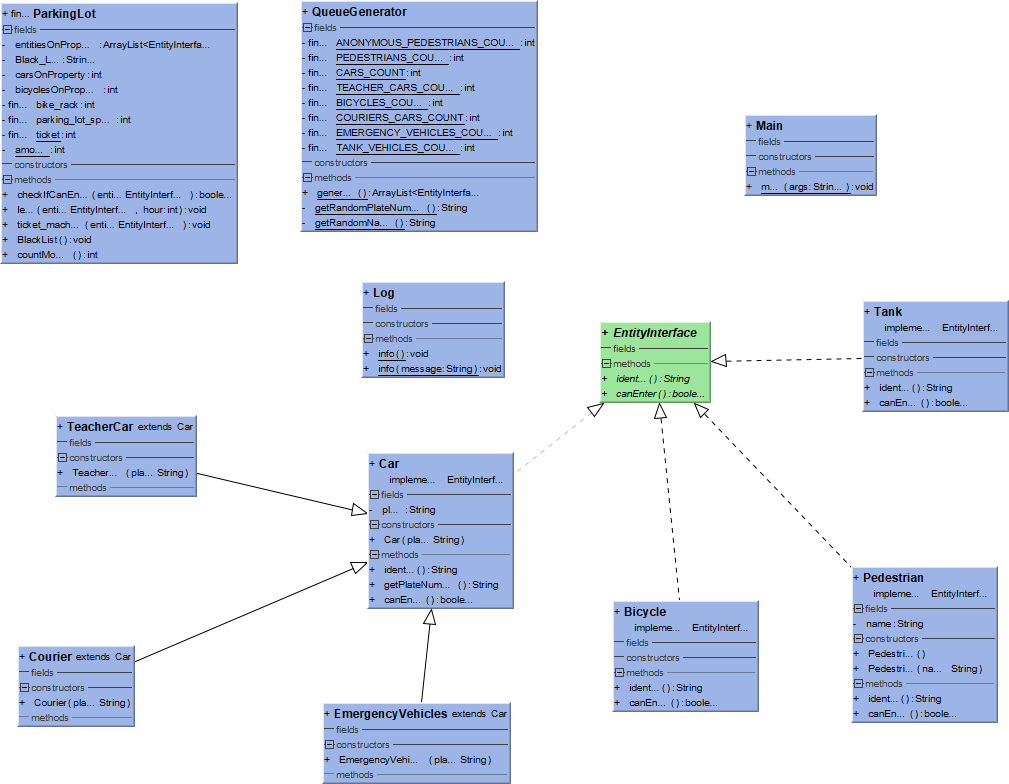 + fin... ParkingLot
fields
- entitiesOnProp... : ArrayList<EntityInterfa...
- Black_L... : Strin...
- carsOnProperty : int
- bicyclesOnProp... : int
- fin... bike_rack : int
- fin... parking_lot_sp... : int
- fin... ticket : int
- amo... : int
constructors
methods
+ checkIfCanEn... (enti... EntityInterf... ) : boole...
+ le... (enti... EntityInterf... , hour: int) : void
+ ticket_mach... (enti... EntityInterf... ) : void
+ BlackList () : void
+ countMo... () : int
+ QueueGenerator
fields
- fin... ANONYMOUS_PEDESTRIANS_COU... : int
- fin... PEDESTRIANS_COU... : int
- fin... CARS_COUNT : int
- fin... TEACHER_CARS_COU... : int
- fin... BICYCLES_COU... : int
- fin... COURIERS_CARS_COUNT : int
- fin... EMERGENCY_VEHICLES_COU... : int
- fin... TANK_VEHICLES_COU... : int
constructors
methods
+ gener... () : ArrayList<EntityInterfa...
- getRandomPlateNum... () : String
- getRandomNa... () : String
+ Main
fields
constructors
methods
+ m... (args: Strin... ) : void
+ Log
fields
constructors
methods
+ info () : void
+ info (message: String) : void
+ EntityInterface
fields
methods
+ ident... () : String
+ canEnter () : boole...
+ Tank
impleme... EntityInterf...
fields
constructors
methods
+ ident... () : String
+ canEn... () : boole...
+ TeacherCar extends Car
fields
constructors
+ Teacher... (pla... String)
methods
+ Car
impleme... EntityInterf...
fields
- pl... : String
constructors
+ Car (pla... String)
methods
+ ident... () : String
+ getPlateNum... () : String
+ canEn... () : boole...
+ Bicycle
impleme... EntityInterf...
fields
constructors
methods
+ ident... () : String
+ canEn... () : boole...
+ Pedestrian
impleme... EntityInterf...
fields
- name : String
constructors
+ Pedestri... ()
+ Pedestri... (na... String)
methods
+ ident... () : String
+ canEn... () : boole...
+ Courier extends Car
fields
constructors
+ Courier (pla... String)
methods
+ EmergencyVehicles extends Car
fields
constructors
+ EmergencyVehi... (pla... String)
methods